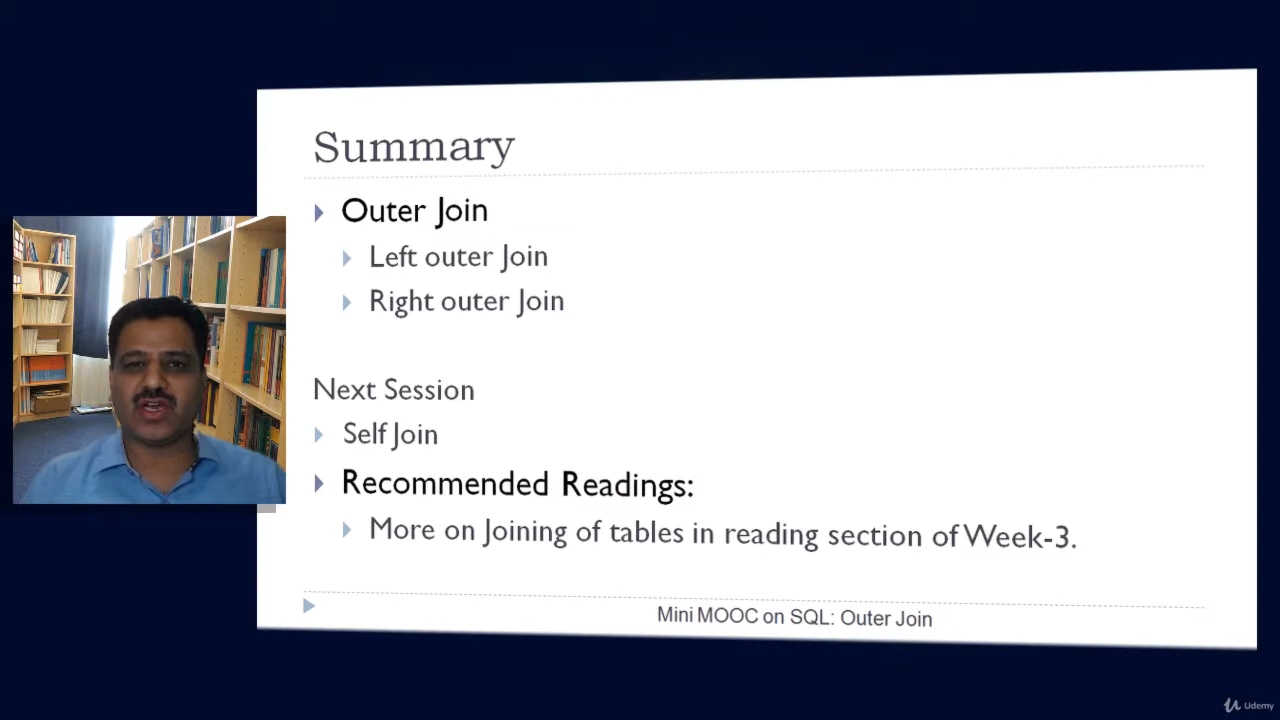 Summary
Outer Join
Left outer Join
Right outer Join
Next Session
Self Join
Recommended Readings:
More on Joining of tables in reading section of Week-3.
Mini MOOC on SQL: Outer Join
Udemy